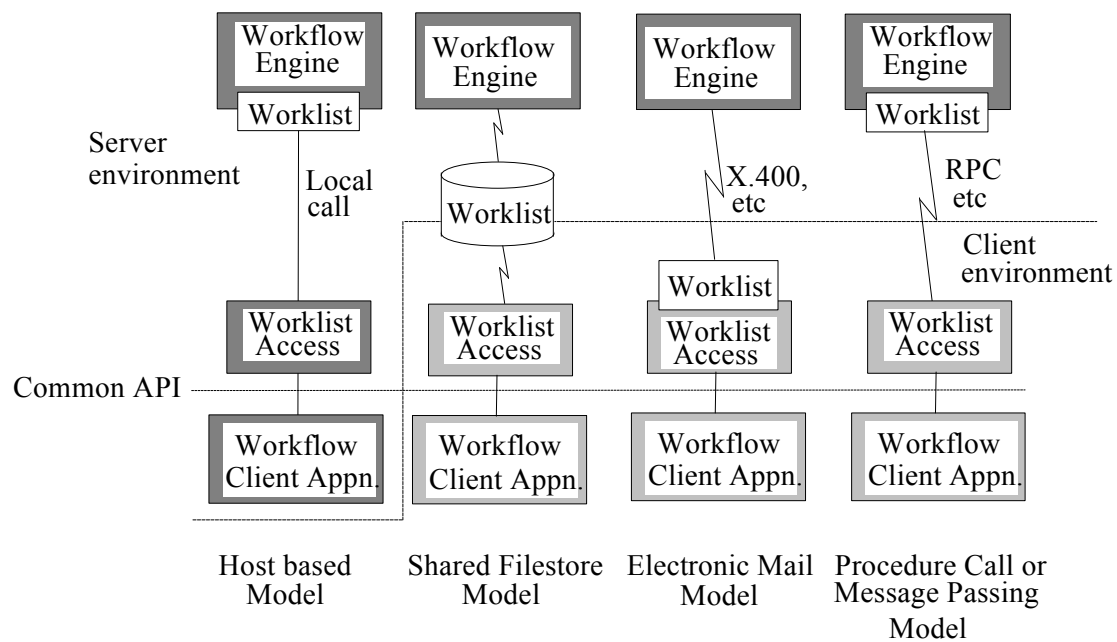 Workflow
Engine
Worklist
Workflow
Engine
Workflow
Engine
Workflow
Engine
Worklist
Server
environment
Local
call
Worklist
X.400,
etc
RPC
etc
Client
environment
Worklist
Worklist
Access
Worklist
Access
Worklist
Access
Worklist
Access
Common API
Workflow
Client Appn.
Workflow
Client Appn.
Workflow
Client Appn.
Workflow
Client Appn.
Host based
Model
Shared Filestore
Model
Electronic Mail
Model
Procedure Call or
Message Passing
Model